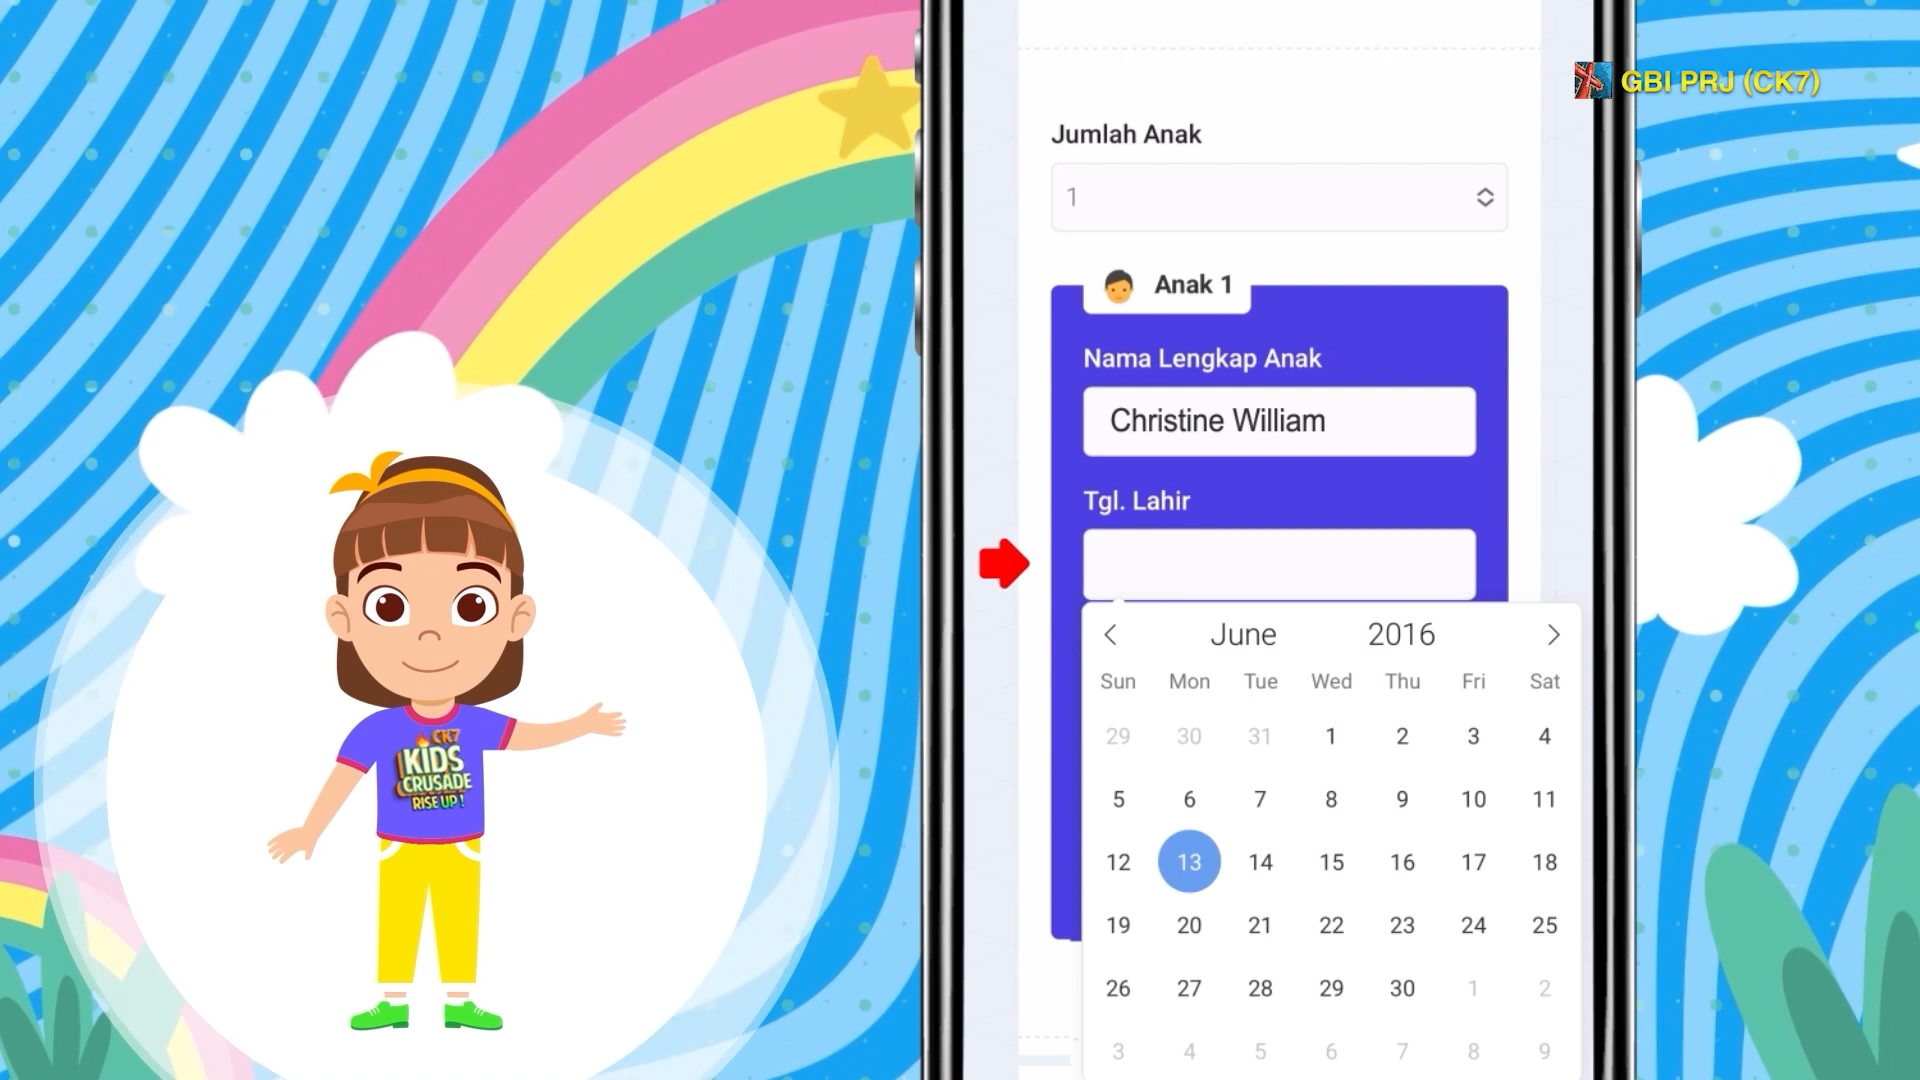 GBI PRJ (CK7)
Jumlah Anak
1
Anak 1
Nama Lengkap Anak
Christine William
Tgl. Lahir
June 2016
Sun Mon Tue Wed Thu Fri Sat
29 30 31 1 2 3 4
5 6 7 8 9 10 11
12 13 14 15 16 17 18
19 20 21 22 23 24 25
26 27 28 29 30 1 2
3 4 5 6 7 8 9
CK7
KIDS
CRUSADE
RISE UP!